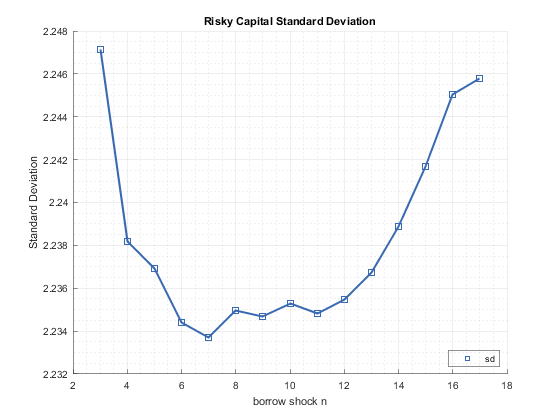 Risky Capital Standard Deviation
2.248
2.246
2.244
2.242
2.24
2.238
2.236
2.234
2.232
Standard Deviation
2 4 6 8 10 12 14 16 18
borrow shock n
sd